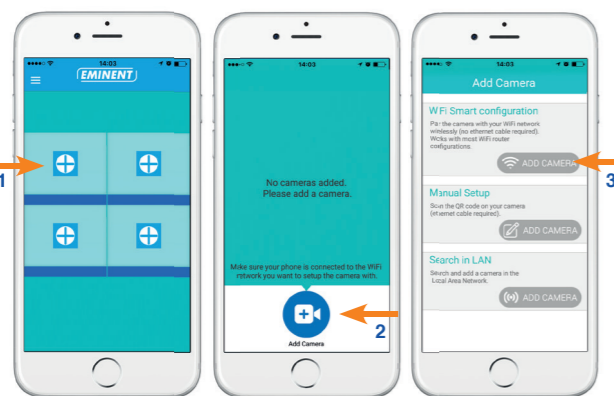 14:03
EMINENT
1
14:03
No cameras added.
Please add a camera.
Make sure your phone is connected to the WiFi
network you want to setup the camera with.
2
Add Camera
14:03
Add Camera
WiFi Smart configuration
Pair the camera with your WiFi network
wirelessly (no ethernet cable required).
Works with most WiFi router
configurations.
ADD CAMERA
3
Manual Setup
Scan the QR code on your camera
(ethernet cable required).
ADD CAMERA
Search in LAN
Search and add a camera in the
Local Area Network.
ADD CAMERA